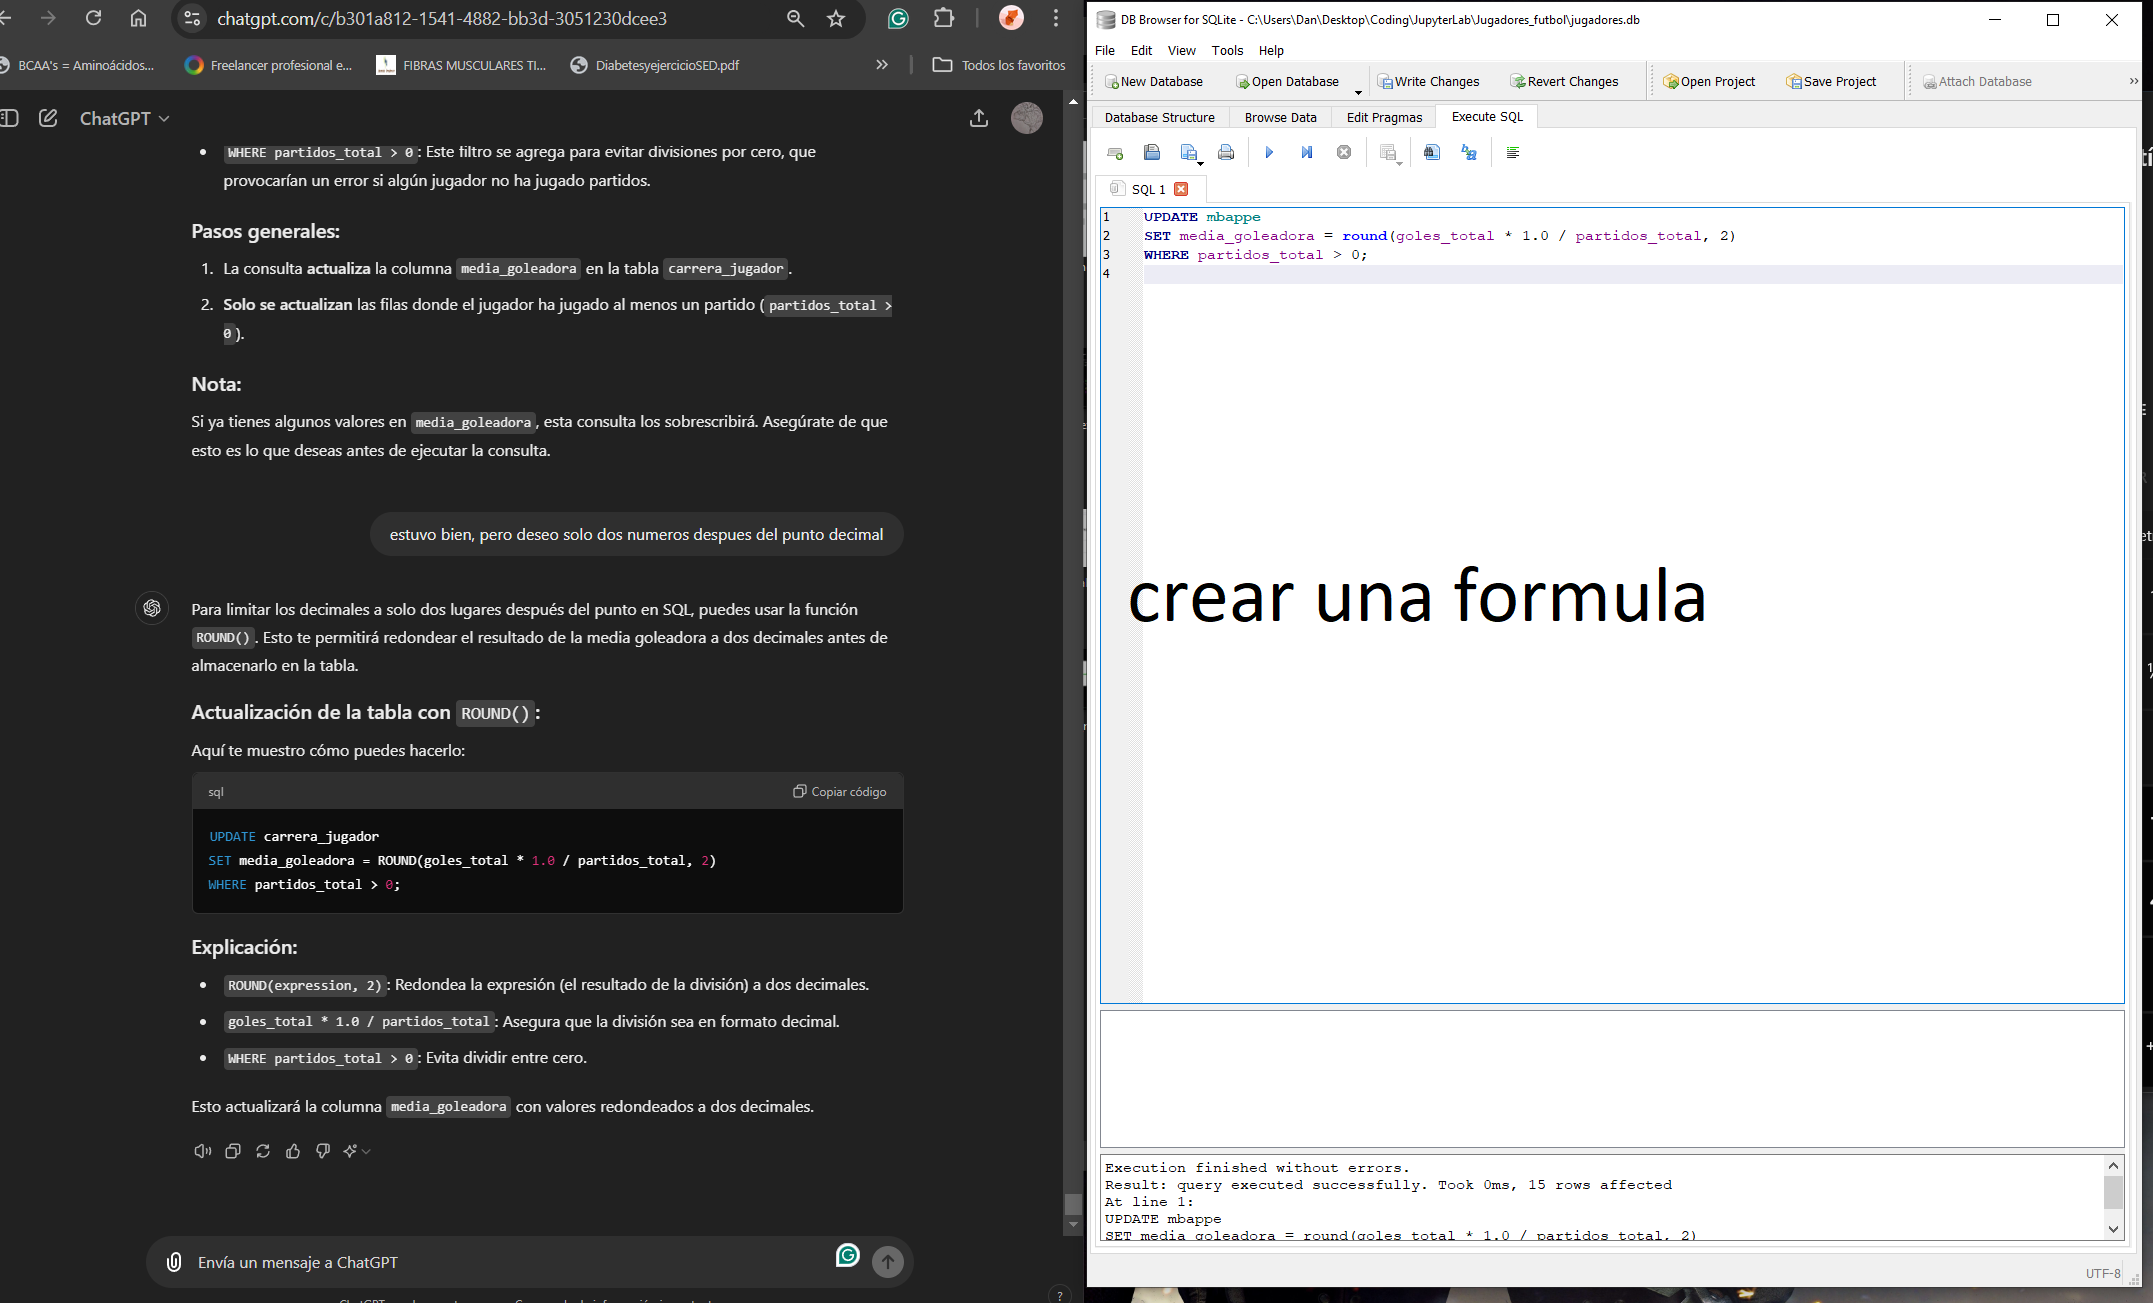 chatgpt.com/c/b301a812-1541-4882-bb3d-3051230dcee3
BCAA's = Aminoácidos...
Freelancer profesional e...
FIBRAS MUSCULARES TI...
DiabetesyejercicioSED.pdf
Todos los favoritos
ChatGPT
WHERE partidos_total > 0: Este filtro se agrega para evitar divisiones por cero, que
provocarían un error si algún jugador no ha jugado partidos.
Pasos generales:
1. La consulta actualiza la columna media_goleadora en la tabla carrera_jugador.
2. Solo se actualizan las filas donde el jugador ha jugado al menos un partido (partidos_total >
0).
Nota:
Si ya tienes algunos valores en media_goleadora, esta consulta los sobrescribirá. Asegúrate de que
esto es lo que deseas antes de ejecutar la consulta.
estuvo bien, pero deseo solo dos numeros despues del punto decimal
Para limitar los decimales a solo dos lugares después del punto en SQL, puedes usar la función
ROUND(). Esto te permitirá redondear el resultado de la media goleadora a dos decimales antes de
almacenarlo en la tabla.
Actualización de la tabla con ROUND():
Aquí te muestro cómo puedes hacerlo:
sql
Copiar código
UPDATE carrera_jugador
SET media_goleadora = ROUND(goles_total * 1.0 / partidos_total, 2)
WHERE partidos_total > 0;
Explicación:
ROUND(expression, 2): Redondea la expresión (el resultado de la división) a dos decimales.
goles_total * 1.0 / partidos_total: Asegura que la división sea en formato decimal.
WHERE partidos_total > 0: Evita dividir entre cero.
Esto actualizará la columna media_goleadora con valores redondeados a dos decimales.
Envía un mensaje a ChatGPT
?
DB Browser for SQLite - C:\Users\Dan\Desktop\Coding\JupyterLab\Jugadores_futbol\jugadores.db
File Edit View Tools Help
New Database Open Database Write Changes Revert Changes Open Project Save Project Attach Database
Database Structure Browse Data Edit Pragmas Execute SQL
SQL 1
1 UPDATE mbappe
2 SET media_goleadora = round(goles_total * 1.0 / partidos_total, 2)
3 WHERE partidos_total > 0;
4
crear una formula
Execution finished without errors.
Result: query executed successfully. Took 0ms, 15 rows affected
At line 1:
UPDATE mbappe
SET media_goleadora = round(goles_total * 1.0 / partidos_total, 2)
UTF-8